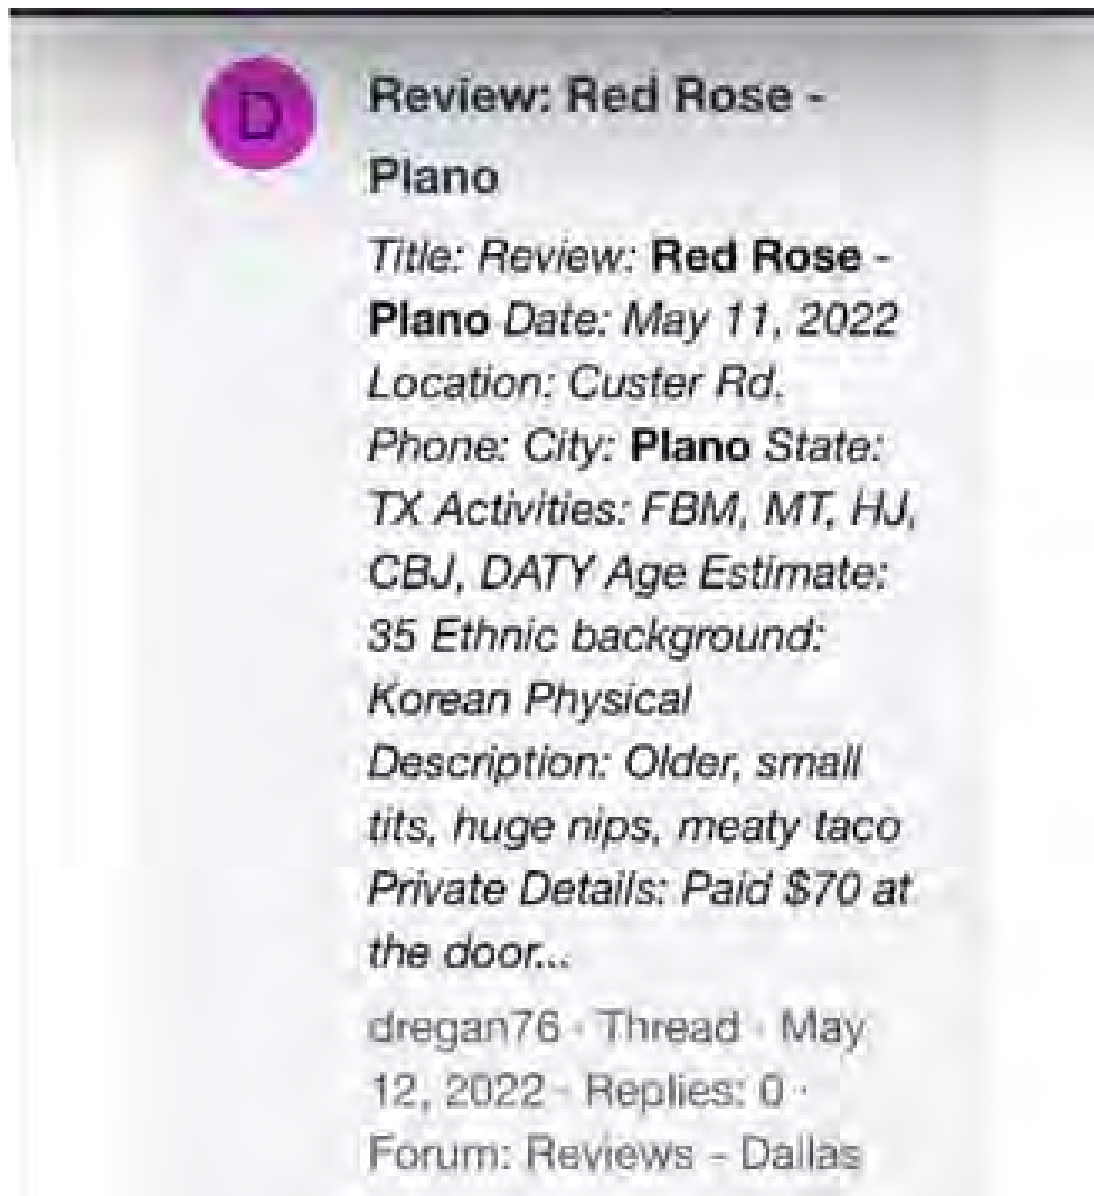 D
Review: Red Rose -
Plano
Title: Review: Red Rose -
Plano Date: May 11, 2022
Location: Custer Rd.
Phone: City: Plano State:
TX Activities: FBM, MT, HJ,
CBJ, DATY Age Estimate:
35 Ethnic background:
Korean Physical
Description: Older, small
tits, huge nips, meaty taco
Private Details: Paid $70 at
the door...
dregan76 · Thread · May
12, 2022 · Replies: 0 ·
Forum: Reviews - Dallas